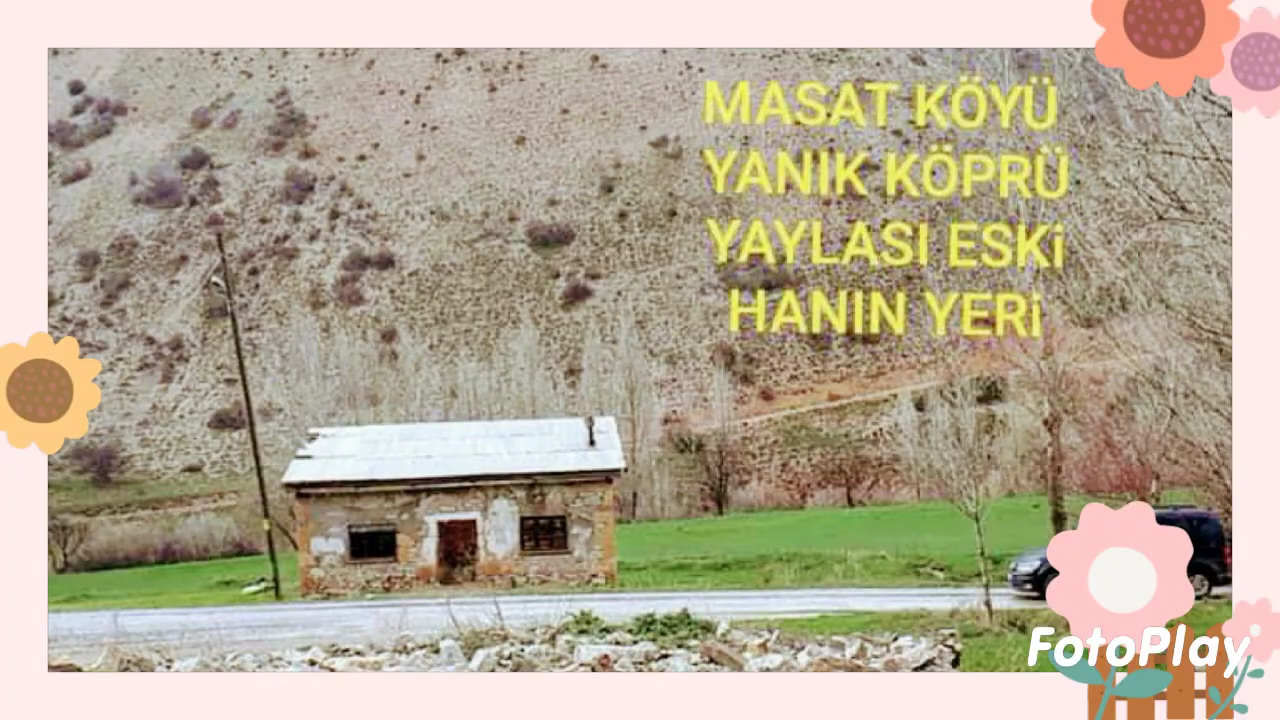 MASAT KÖYÜ
YANIK KÖPRÜ
YAYLASI ESKi
HANIN YERi
FotoPlay